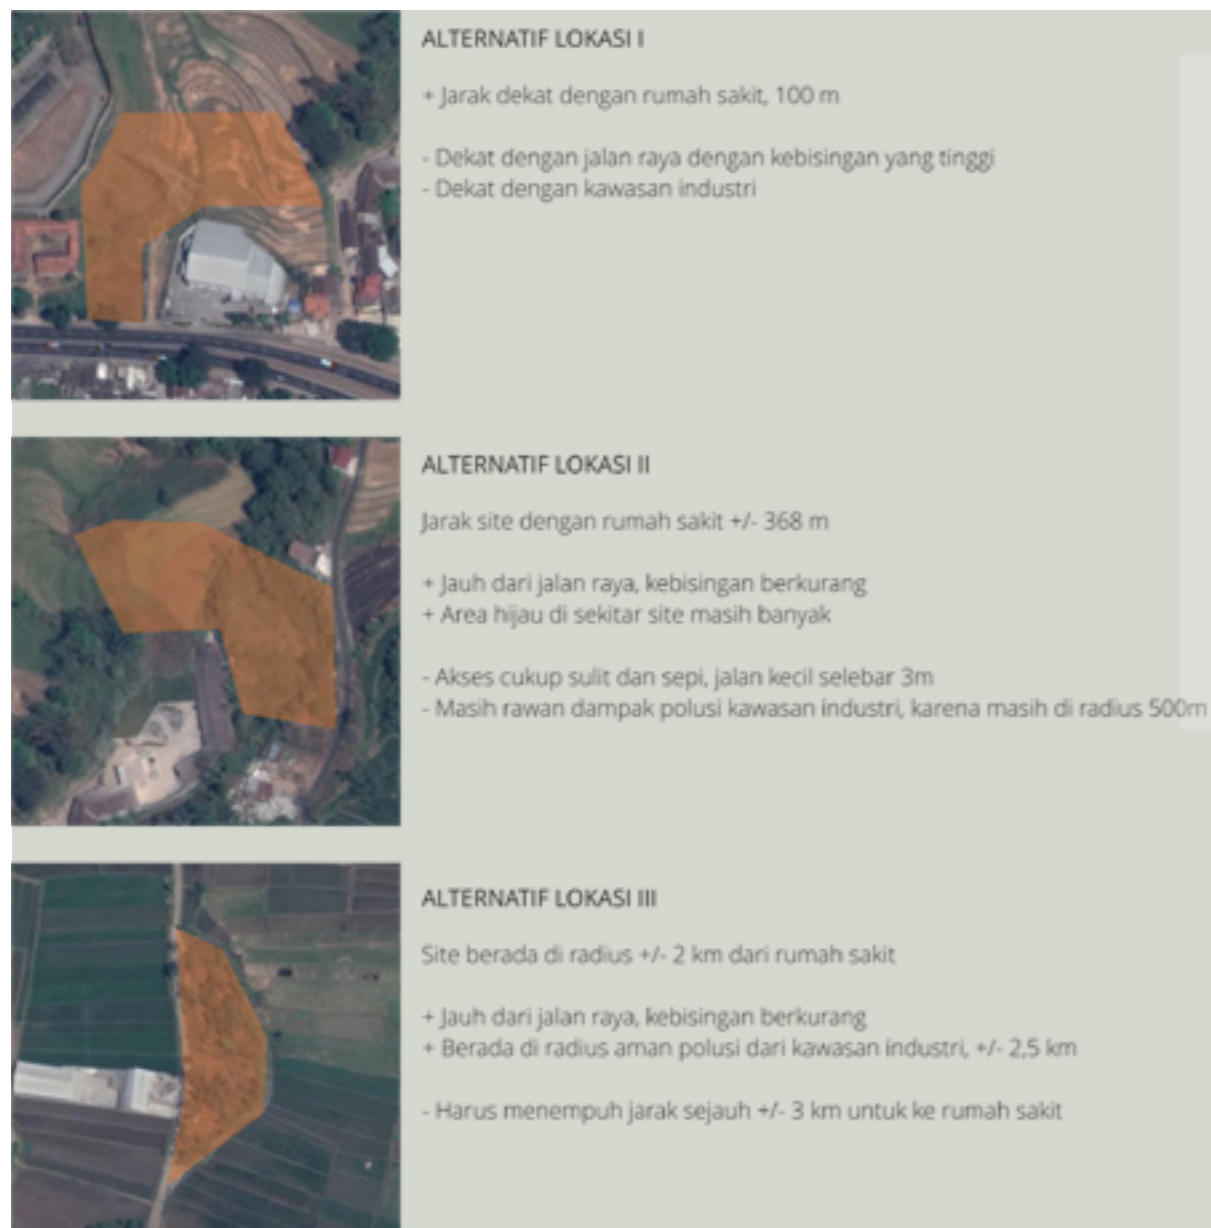 ALTERNATIF LOKASI I
+ Jarak dekat dengan rumah sakit, 100 m
- Dekat dengan jalan raya dengan kebisingan yang tinggi
- Dekat dengan kawasan industri
ALTERNATIF LOKASI II
Jarak site dengan rumah sakit +/- 368 m
+ Jauh dari jalan raya, kebisingan berkurang
+ Area hijau di sekitar site masih banyak
- Akses cukup sulit dan sepi, jalan kecil selebar 3m
- Masih rawan dampak polusi kawasan industri, karena masih di radius 500m
ALTERNATIF LOKASI III
Site berada di radius +/- 2 km dari rumah sakit
+ Jauh dari jalan raya, kebisingan berkurang
+ Berada di radius aman polusi dari kawasan industri, +/- 2,5 km
- Harus menempuh jarak sejauh +/- 3 km untuk ke rumah sakit